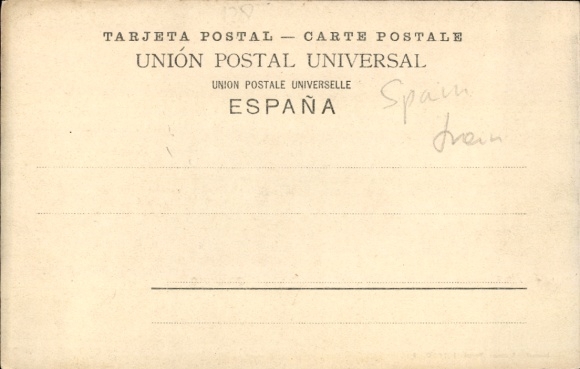 TARJETA POSTAL — CARTE POSTALE
UNIÓN POSTAL UNIVERSAL
UNION POSTALE UNIVERSELLE
ESPAÑA
Spain